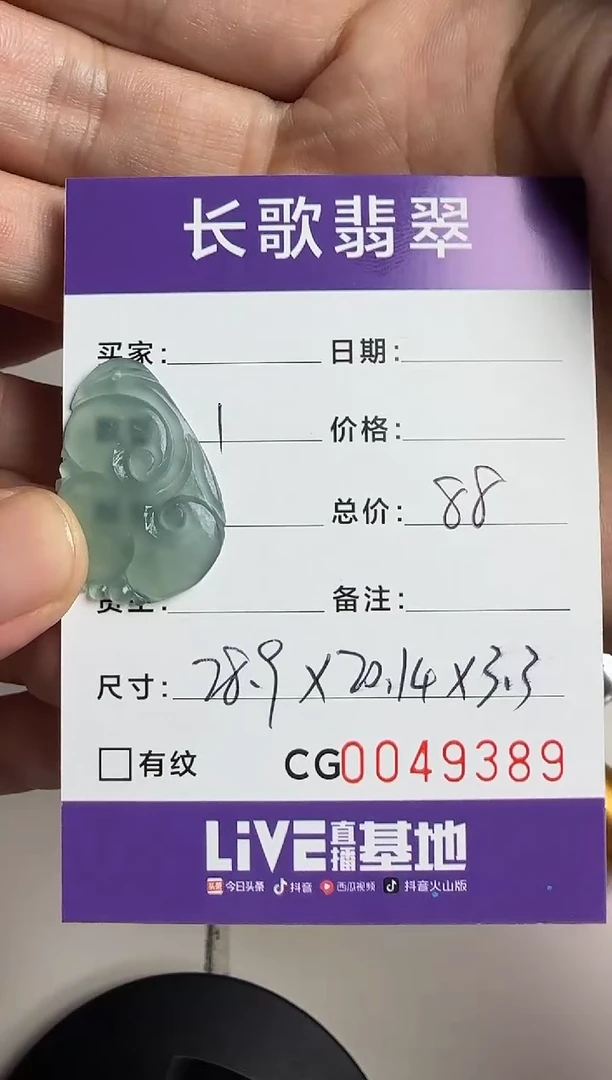 长歌翡翠
买家: 日期:
1 价格:
总价: 88
备注:
尺寸: 28.9×20.14×3.3
有纹 CG0049389
LiVE直播基地
头条 今日头条 抖音 西瓜视频 抖音火山版